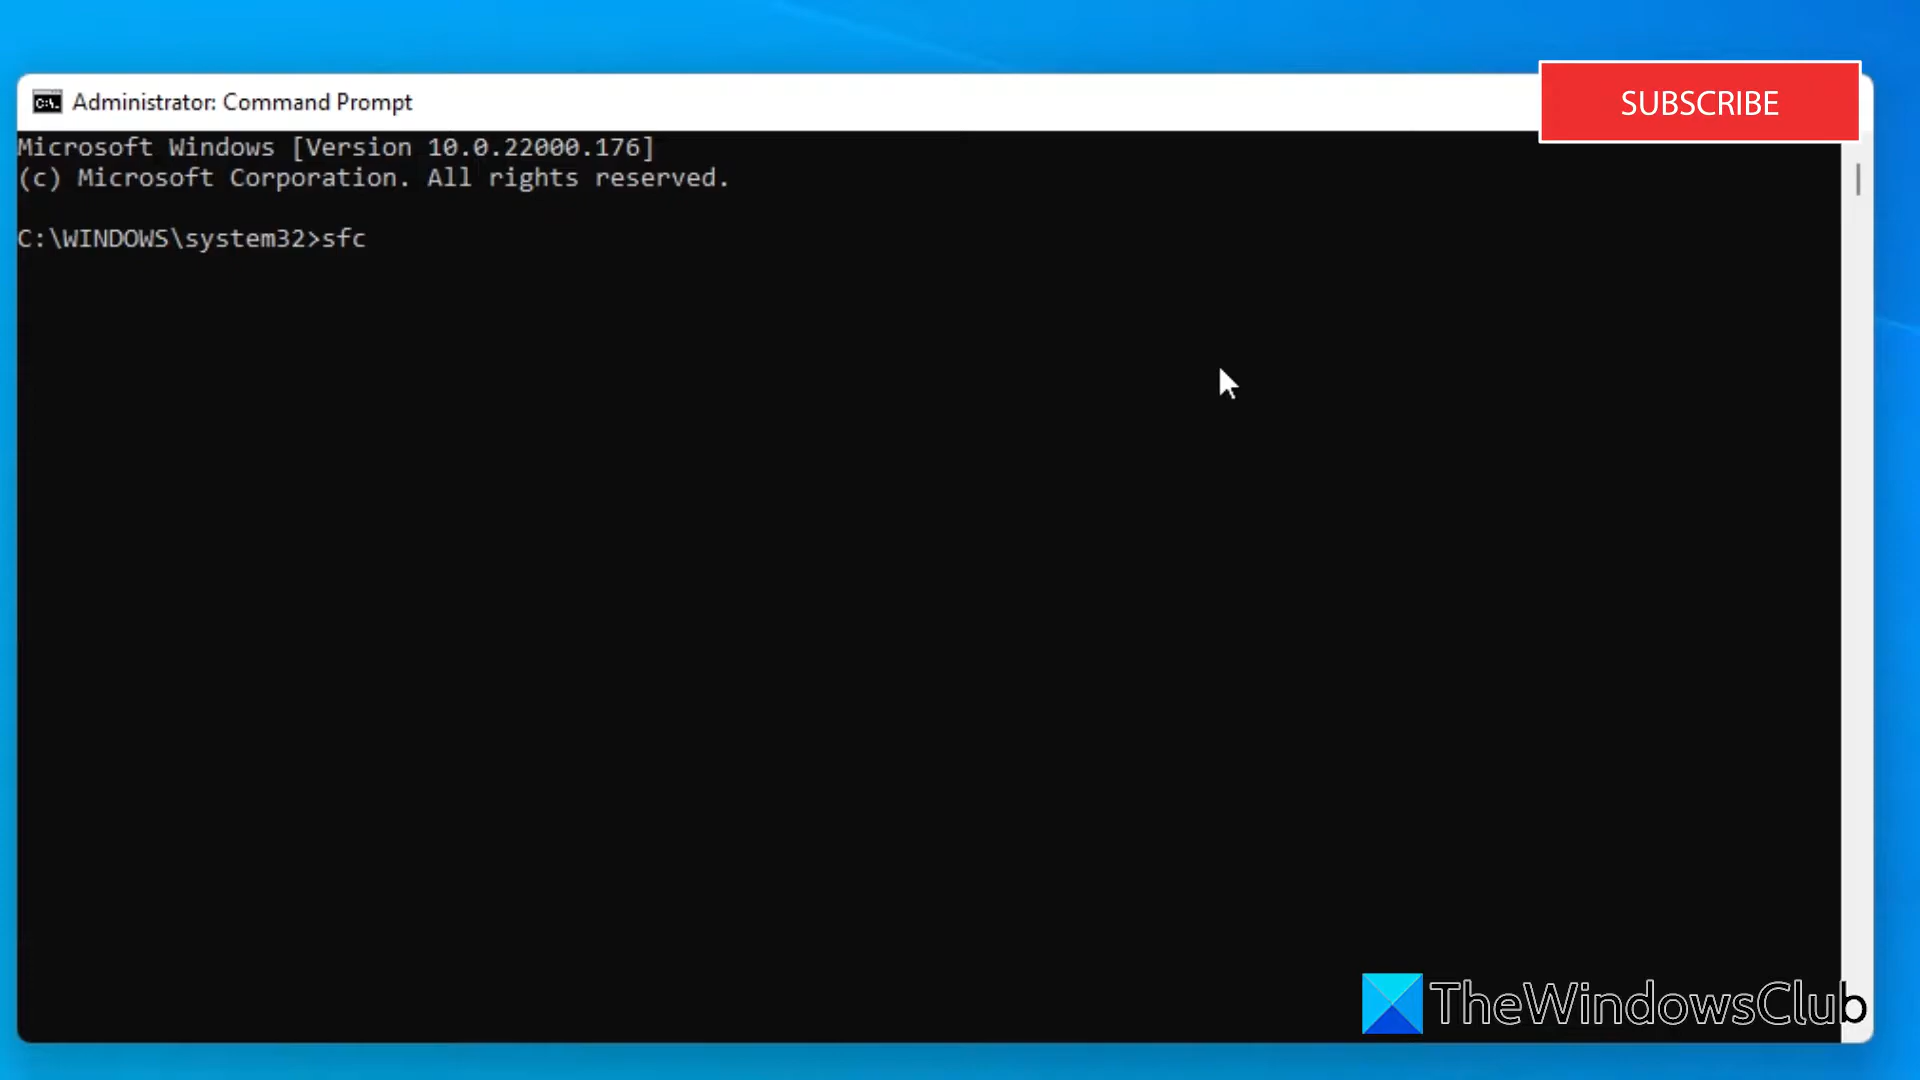 Administrator: Command Prompt
SUBSCRIBE
Microsoft Windows [Version 10.0.22000.176]
(c) Microsoft Corporation. All rights reserved.
C:\WINDOWS\system32>sfc
TheWindowsClub